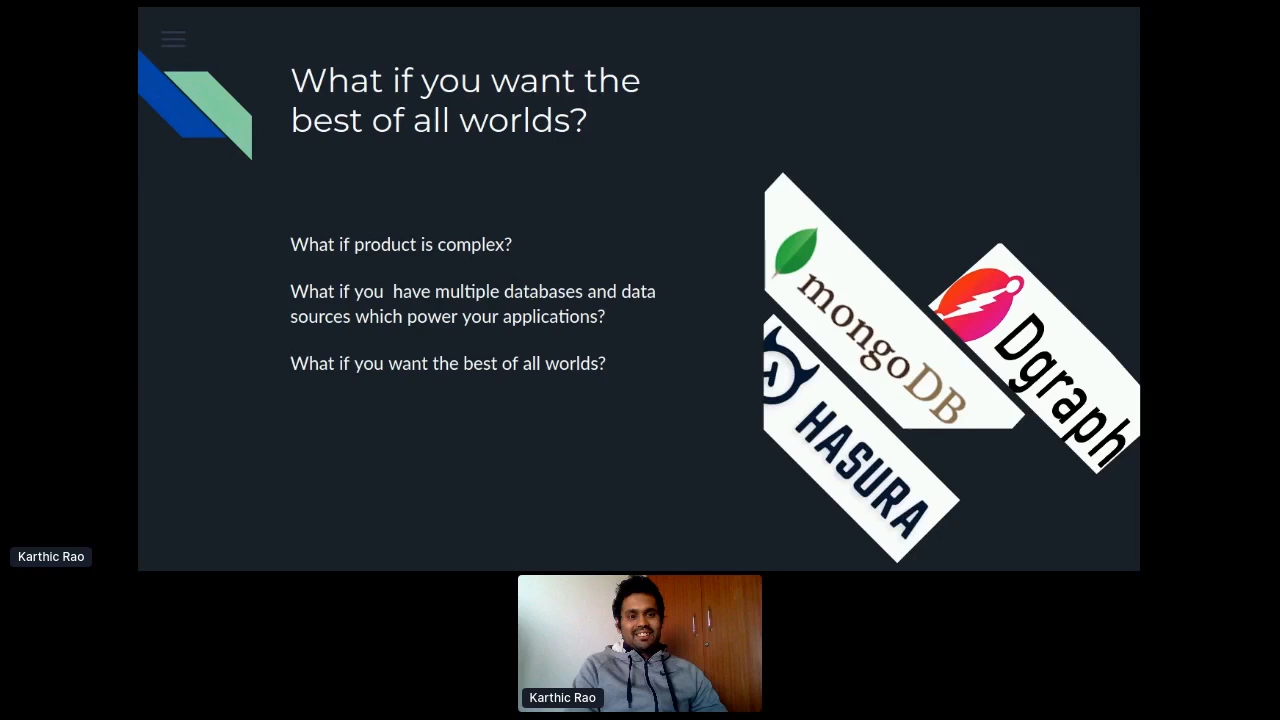 What if you want the
best of all worlds?
What if product is complex?
What if you  have multiple databases and data
sources which power your applications?
What if you want the best of all worlds?
mongoDB
Dgraph
HASURA
Karthic Rao
Karthic Rao